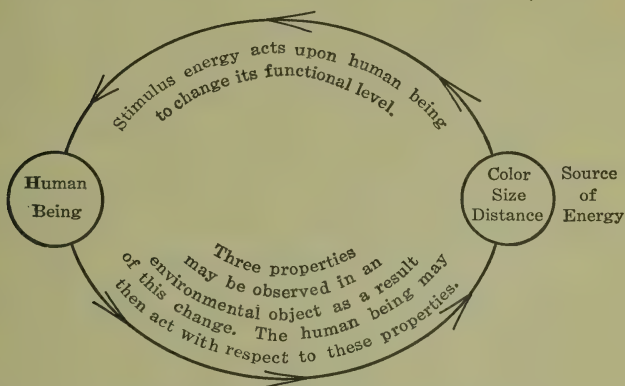 Stimulus energy acts upon human being
to change its functional level.
Human
Being
Color
Size
Distance
Source
of
Energy
Three properties
may be observed in an
environmental object as a result
of this change. The human being may
then act with respect to these properties.